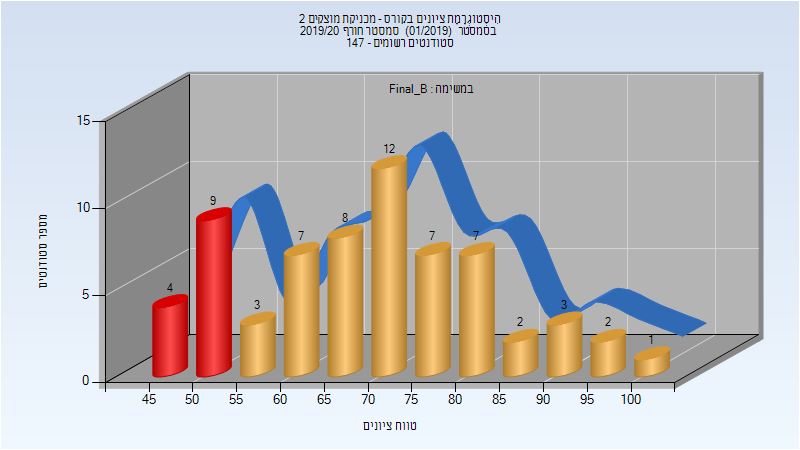 היסטוגרמת ציונים בקורס - מכניקת מוצקים 2
בסמסטר (01/2019) סמסטר חורף 2019/20
סטודנטים רשומים - 147
במשימה : Final_B
מספר סטודנטים
15
10
5
0
4
9
3
7
8
12
7
7
2
3
2
1
45 50 55 60 65 70 75 80 85 90 95 100
טווח ציונים